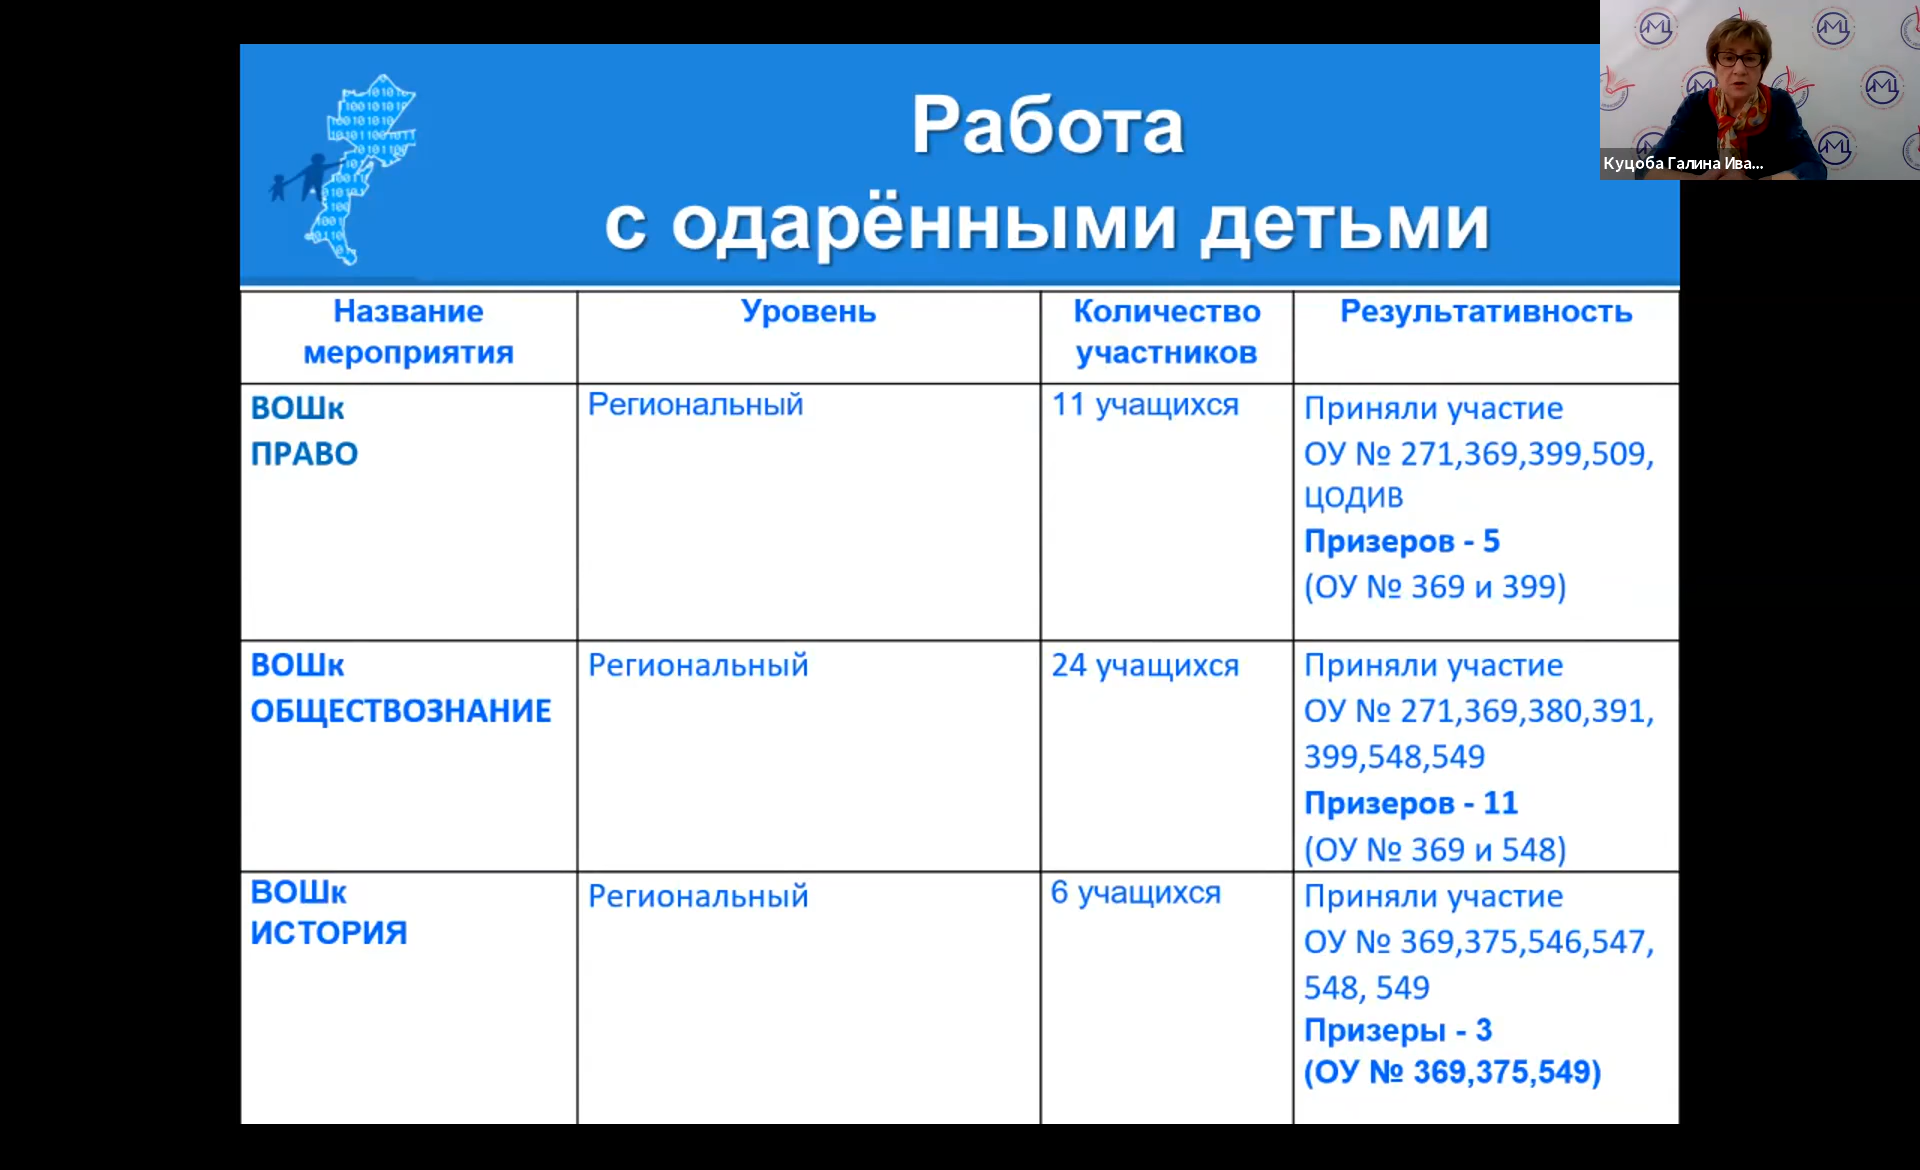 Работа
с одарёнными детьми
Куцоба Галина Ива...
Название
мероприятия
Уровень
Количество
участников
Результативность
ВОШк
ПРАВО
Региональный
11 учащихся
Приняли участие
ОУ № 271,369,399,509,
ЦОДИВ
Призеров - 5
(ОУ № 369 и 399)
ВОШк
ОБЩЕСТВОЗНАНИЕ
Региональный
24 учащихся
Приняли участие
ОУ № 271,369,380,391,
399,548,549
Призеров - 11
(ОУ № 369 и 548)
ВОШк
ИСТОРИЯ
Региональный
6 учащихся
Приняли участие
ОУ № 369,375,546,547,
548, 549
Призеры - 3
(ОУ № 369,375,549)